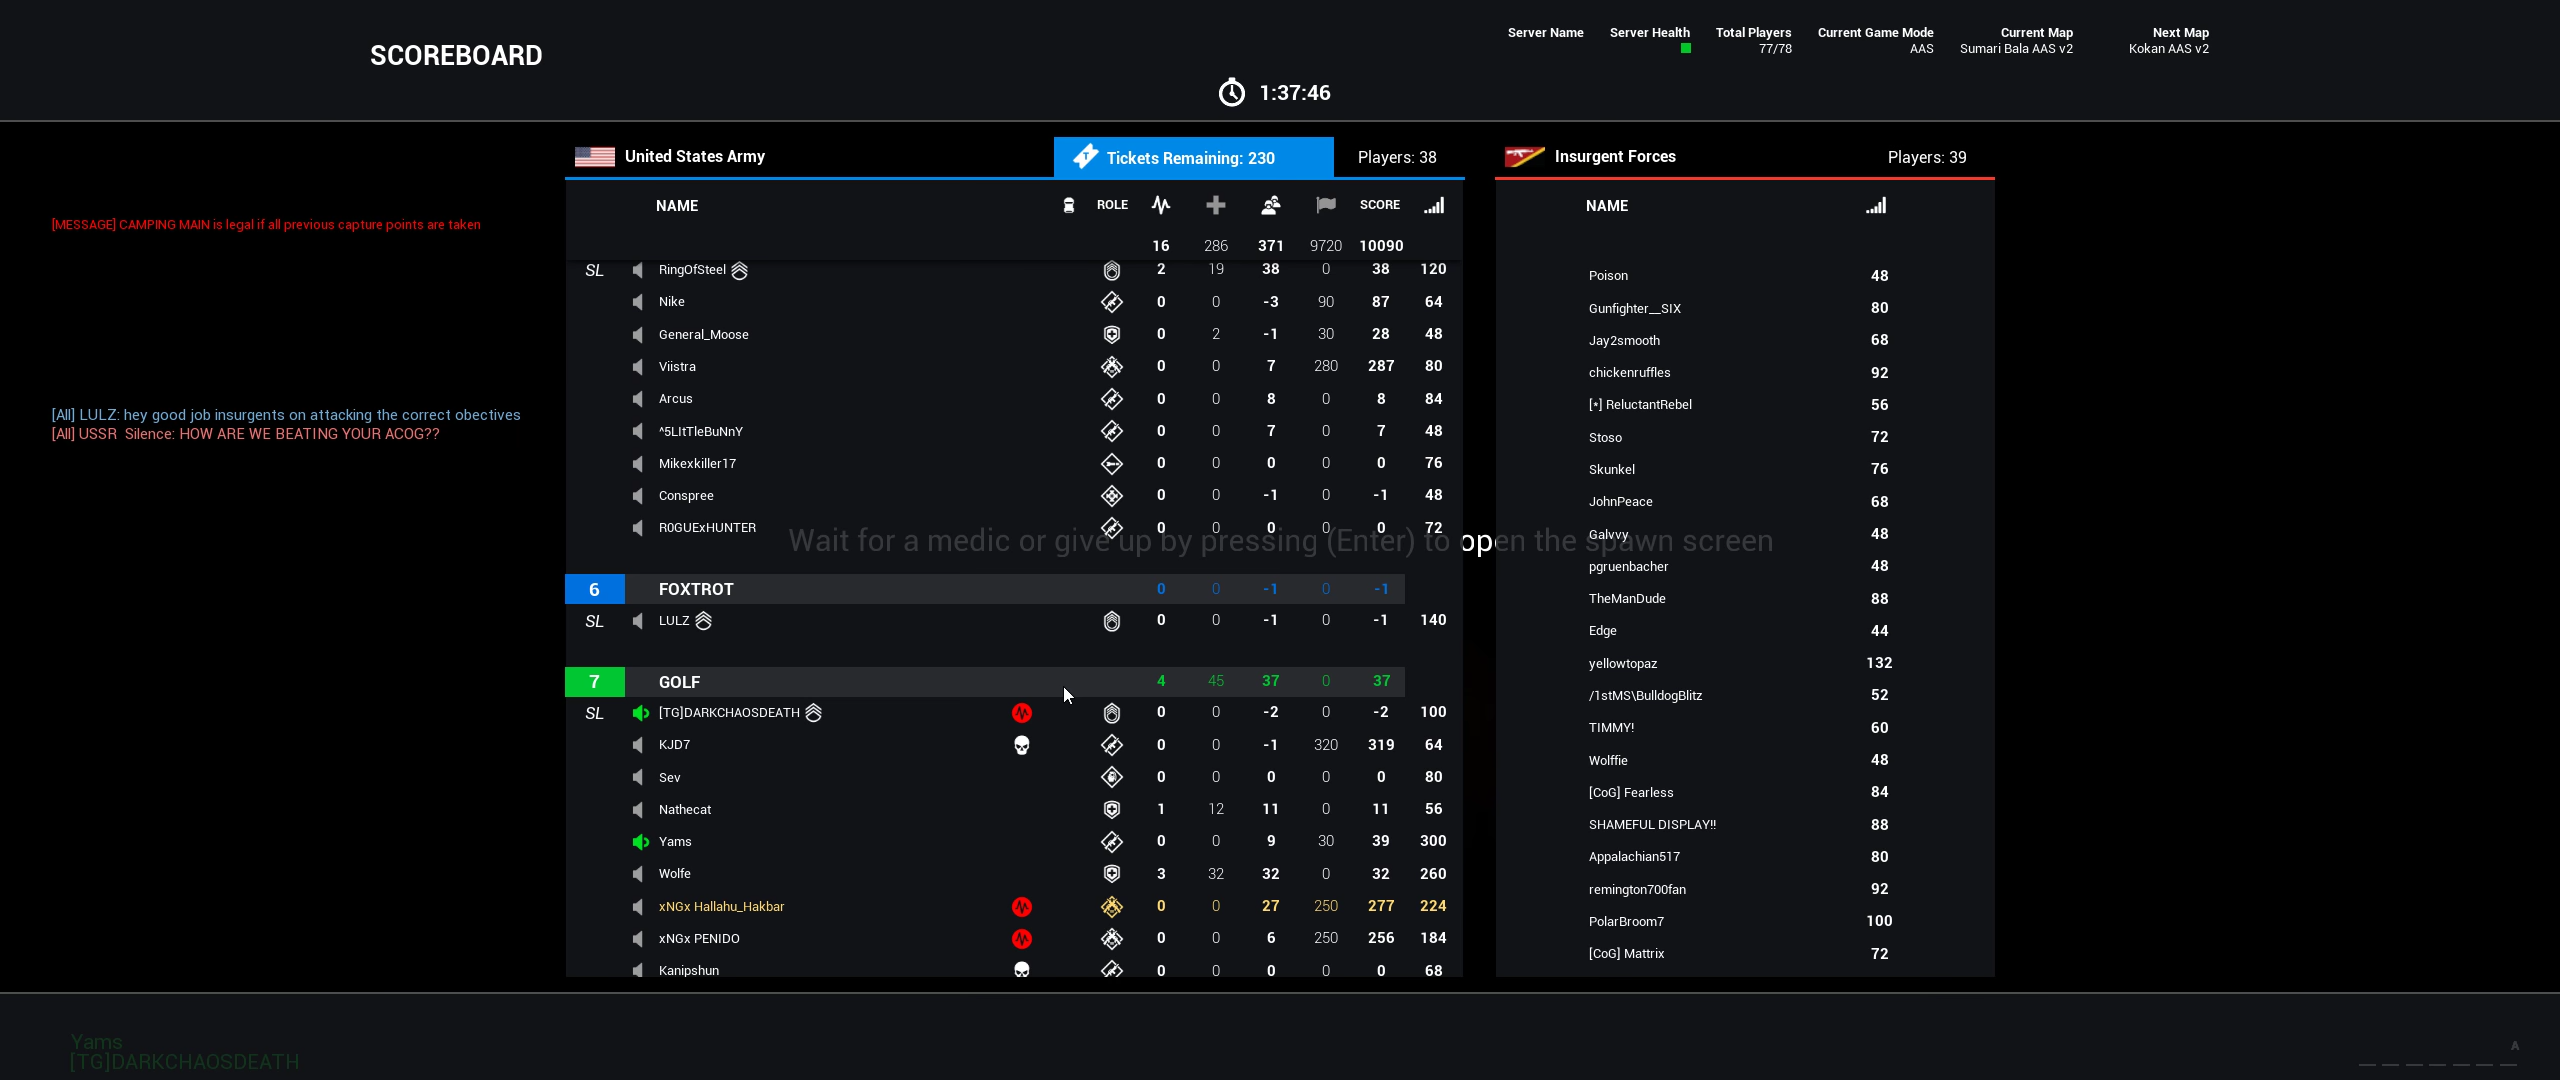 SCOREBOARD
Server Name Server Health Total Players Current Game Mode Current Map Next Map
77/78 AAS Sumari Bala AAS v2 Kokan AAS v2
1:37:46
United States Army Tickets Remaining: 230 Players: 38
NAME ROLE SCORE
16 286 371 9720 10090
SL RingOfSteel 2 19 38 0 38 120
Nike 0 0 -3 90 87 64
General_Moose 0 2 -1 30 28 48
Viistra 0 0 7 280 287 80
Arcus 0 0 8 0 8 84
^5LItTleBuNnY 0 0 7 0 7 48
Mikexkiller17 0 0 0 0 0 76
Conspree 0 0 -1 0 -1 48
R0GUExHUNTER 0 0 0 0 0 72
Wait for a medic or give up by pressing (Enter) to open the spawn screen
6 FOXTROT 0 0 -1 0 -1
SL LULZ 0 0 -1 0 -1 140
7 GOLF 4 45 37 0 37
SL [TG]DARKCHAOSDEATH 0 0 -2 0 -2 100
KJD7 0 0 -1 320 319 64
Sev 0 0 0 0 0 80
Nathecat 1 12 11 0 11 56
Yams 0 0 9 30 39 300
Wolfe 3 32 32 0 32 260
xNGx Hallahu_Hakbar 0 0 27 250 277 224
xNGx PENIDO 0 0 6 250 256 184
Kanipshun 0 0 0 0 0 68
Insurgent Forces Players: 39
NAME
Poison 48
Gunfighter__SIX 80
Jay2smooth 68
chickenruffles 92
[*] ReluctantRebel 56
Stoso 72
Skunkel 76
JohnPeace 68
Galvvy 48
pgruenbacher 48
TheManDude 88
Edge 44
yellowtopaz 132
/1stMS\BulldogBlitz 52
TIMMY! 60
Wolffie 48
[CoG] Fearless 84
SHAMEFUL DISPLAY!! 88
Appalachian517 80
remington700fan 92
PolarBroom7 100
[CoG] Mattrix 72
[MESSAGE] CAMPING MAIN is legal if all previous capture points are taken
[All] LULZ: hey good job insurgents on attacking the correct obectives
[All] USSR  Silence: HOW ARE WE BEATING YOUR ACOG??
Yams
[TG]DARKCHAOSDEATH
A